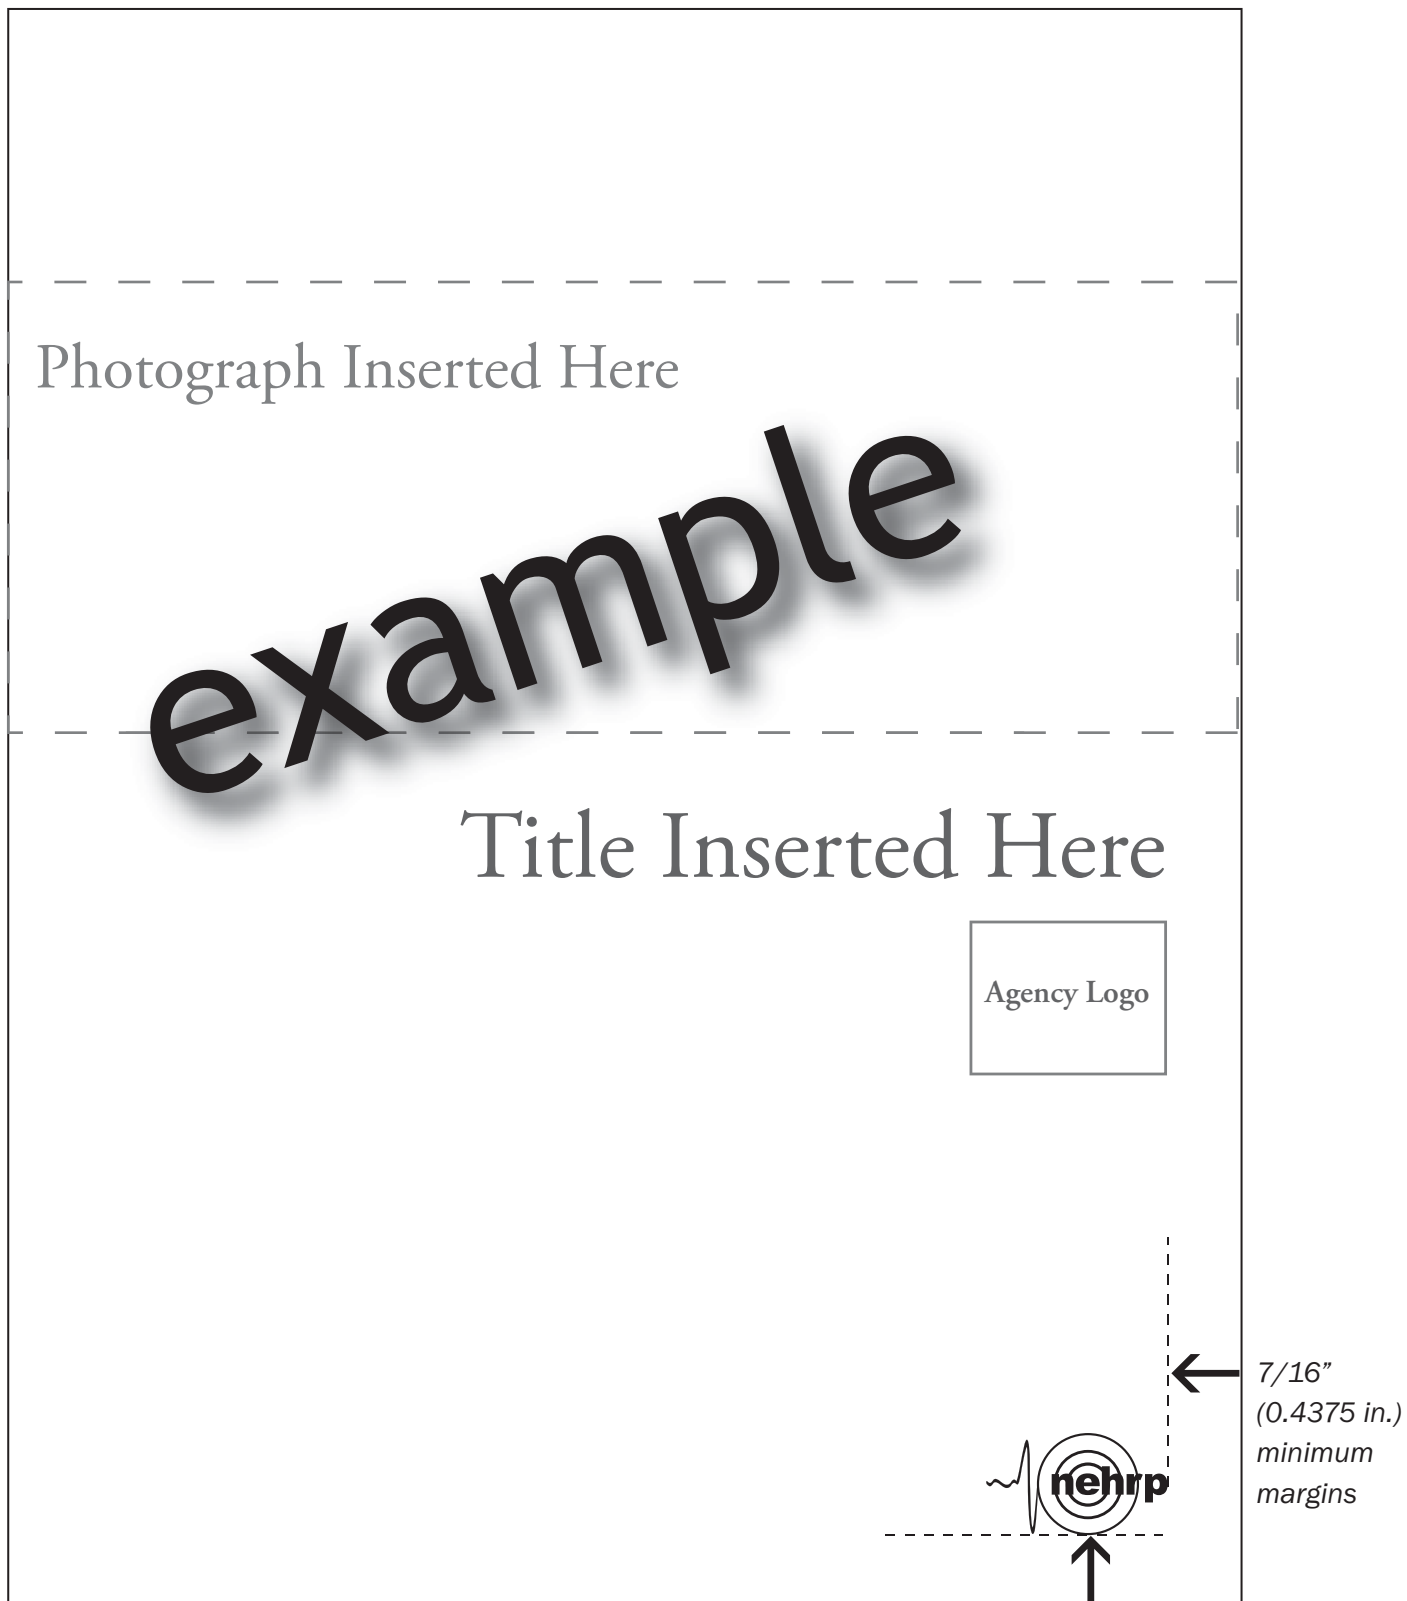 Photograph Inserted Here
example
Title Inserted Here
Agency Logo
7/16”
(0.4375 in.)
minimum
margins
nehrp